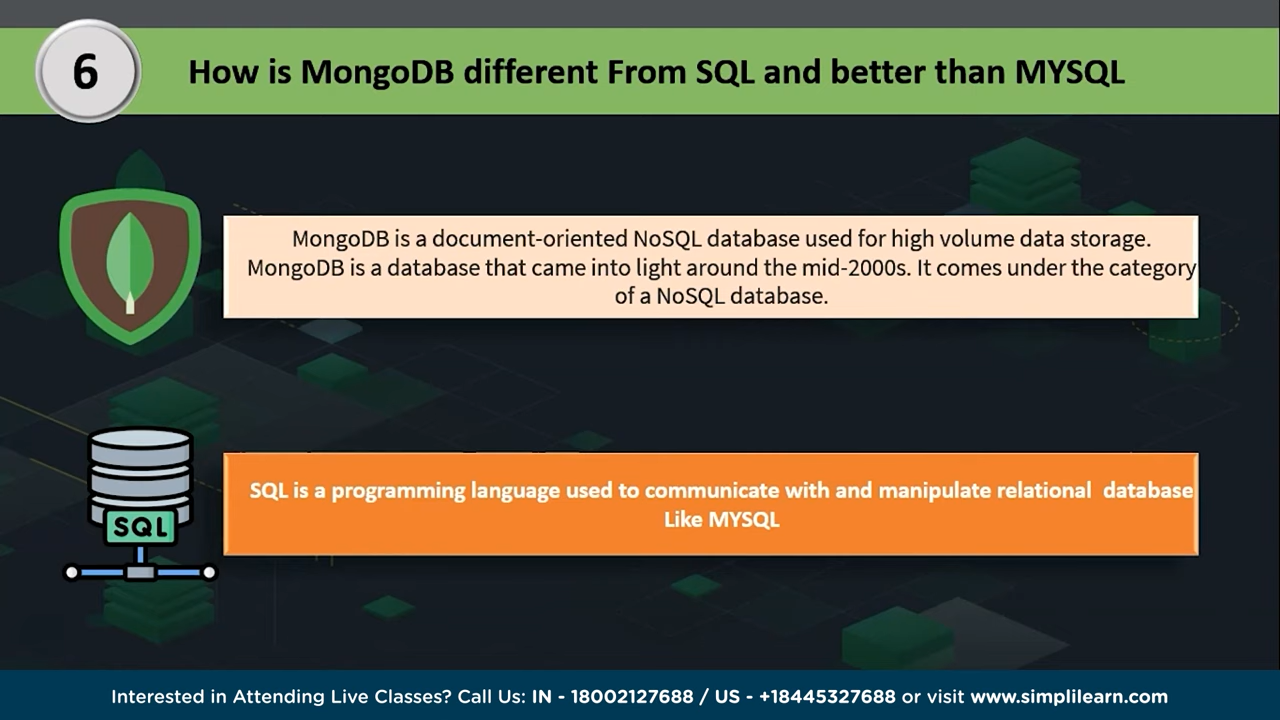 6
How is MongoDB different From SQL and better than MYSQL
MongoDB is a document-oriented NoSQL database used for high volume data storage.
MongoDB is a database that came into light around the mid-2000s. It comes under the category
of a NoSQL database.
SQL
SQL is a programming language used to communicate with and manipulate relational  database
Like MYSQL
Interested in Attending Live Classes? Call Us: IN - 18002127688 / US - +18445327688 or visit www.simplilearn.com